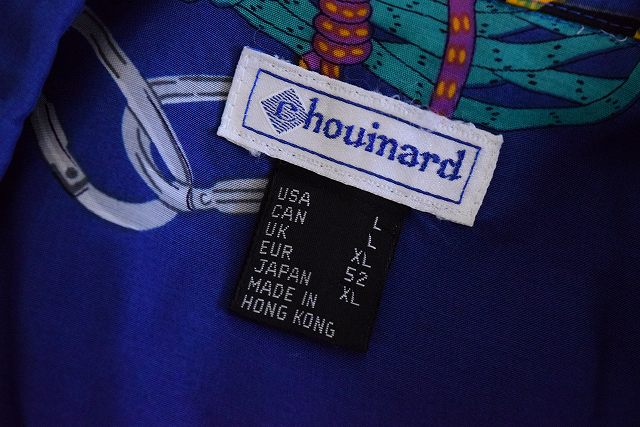 Chouinard
USA L
CAN L
UK XL
EUR 52
JAPAN XL
MADE IN
HONG KONG